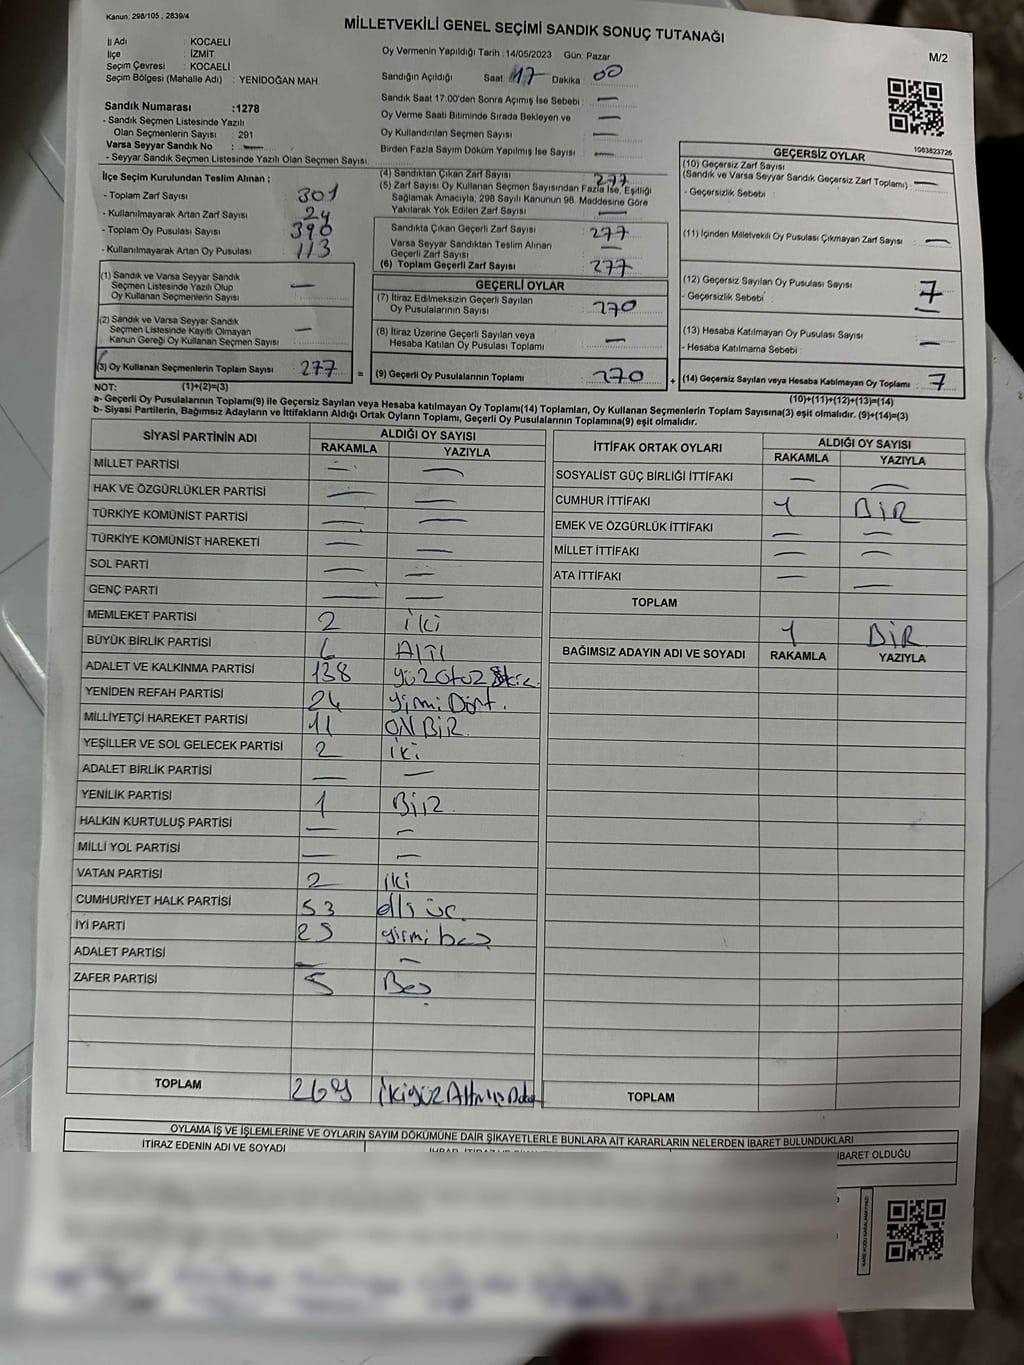 Kanun: 298/105 , 2839/4
MİLLETVEKİLİ GENEL SEÇİMİ SANDIK SONUÇ TUTANAĞI
M/2
İl Adı : KOCAELİ
İlçe : İZMİT
Seçim Çevresi : KOCAELİ
Seçim Bölgesi (Mahalle Adı) : YENİDOĞAN MAH.
Oy Vermenin Yapıldığı Tarih : 14/05/2023 Gün: Pazar
Sandığın Açıldığı Saat 17 Dakika 00
Sandık Saat 17:00'den Sonra Açımış İse Sebebi : —
Oy Verme Saati Bitiminde Sırada Bekleyen ve —
Oy Kullandırılan Seçmen Sayısı : —
Birden Fazla Sayım Döküm Yapılmış İse Sayısı : —
Sandık Numarası :1278
- Sandık Seçmen Listesinde Yazılı
Olan Seçmenlerin Sayısı : 291
Varsa Seyyar Sandık No : —
- Seyyar Sandık Seçmen Listesinde Yazılı Olan Seçmen Sayısı
İlçe Seçim Kurulundan Teslim Alınan ;
- Toplam Zarf Sayısı : 301
- Kullanılmayarak Artan Zarf Sayısı : 24
- Toplam Oy Pusulası Sayısı : 390
- Kullanılmayarak Artan Oy Pusulası : 113
(1) Sandık ve Varsa Seyyar Sandık
Seçmen Listesinde Yazılı Olup
Oy Kullanan Seçmenlerin Sayısı —
(2) Sandık ve Varsa Seyyar Sandık
Seçmen Listesinde Kayıtlı Olmayan
Kanun Gereği Oy Kullanan Seçmen Sayısı : —
(3) Oy Kullanan Seçmenlerin Toplam Sayısı : 277 =
(4) Sandıktan Çıkan Zarf Sayısı : 277
(5) Zarf Sayısı Oy Kullanan Seçmen Sayısından Fazla İse, Eşitliği
Sağlamak Amacıyla, 298 Sayılı Kanunun 98. Maddesine Göre
Yakılarak Yok Edilen Zarf Sayısı : —
Sandıkta Çıkan Geçerli Zarf Sayısı : 277
Varsa Seyyar Sandıktan Teslim Alınan
Geçerli Zarf Sayısı —
(6) Toplam Geçerli Zarf Sayısı : 277
GEÇERLİ OYLAR
(7) İtiraz Edilmeksizin Geçerli Sayılan
Oy Pusulalarının Sayısı : 270
(8) İtiraz Üzerine Geçerli Sayılan veya
Hesaba Katılan Oy Pusulası Toplamı : —
(9) Geçerli Oy Pusulalarının Toplamı : 270 +
1083623726
GEÇERSİZ OYLAR
(10) Geçersiz Zarf Sayısı
(Sandık ve Varsa Seyyar Sandık Geçersiz Zarf Toplamı) : —
- Geçersizlik Sebebi :
(11) İçinden Milletvekili Oy Pusulası Çıkmayan Zarf Sayısı : —
(12) Geçersiz Sayılan Oy Pusulası Sayısı : 7
- Geçersizlik Sebebi : —
(13) Hesaba Katılmayan Oy Pusulası Sayısı : —
- Hesaba Katılmama Sebebi :
(14) Geçersiz Sayılan veya Hesaba Katılmayan Oy Toplamı : 7
NOT: (1)+(2)=(3) (10)+(11)+(12)+(13)=(14)
a- Geçerli Oy Pusulalarının Toplamı(9) ile Geçersiz Sayılan veya Hesaba katılmayan Oy Toplamı(14) Toplamları, Oy Kullanan Seçmenlerin Toplam Sayısına(3) eşit olmalıdır. (9)+(14)=(3)
b- Siyasi Partilerin, Bağımsız Adayların ve İttifakların Aldığı Ortak Oyların Toplamı, Geçerli Oy Pusulalarının Toplamına(9) eşit olmalıdır.
SİYASİ PARTİNİN ADI ALDIĞI OY SAYISI
RAKAMLA YAZIYLA
MİLLET PARTİSİ — —
HAK VE ÖZGÜRLÜKLER PARTİSİ — —
TÜRKİYE KOMÜNİST PARTİSİ — —
TÜRKİYE KOMÜNİST HAREKETİ — —
SOL PARTİ — —
GENÇ PARTİ — —
MEMLEKET PARTİSİ 2 iki
BÜYÜK BİRLİK PARTİSİ 6 ALTI
ADALET VE KALKINMA PARTİSİ 138 yüzotuz
YENİDEN REFAH PARTİSİ 24 yirmi Dört.
MİLLİYETÇİ HAREKET PARTİSİ 11 ON BİR
YEŞİLLER VE SOL GELECEK PARTİSİ 2 iki
ADALET BİRLİK PARTİSİ — —
YENİLİK PARTİSİ 1 BİR.
HALKIN KURTULUŞ PARTİSİ — —
MİLLİ YOL PARTİSİ — —
VATAN PARTİSİ 2 iki
CUMHURİYET HALK PARTİSİ 53 elli üç.
İYİ PARTİ 25 yirmi beş
ADALET PARTİSİ — —
ZAFER PARTİSİ 5 Beş
TOPLAM 269 ikiyüz Altmış Dokuz
İTTİFAK ORTAK OYLARI ALDIĞI OY SAYISI
RAKAMLA YAZIYLA
SOSYALİST GÜÇ BİRLİĞİ İTTİFAKI — —
CUMHUR İTTİFAKI 1 BİR
EMEK VE ÖZGÜRLÜK İTTİFAKI — —
MİLLET İTTİFAKI — —
ATA İTTİFAKI — —
TOPLAM 1 BİR
BAĞIMSIZ ADAYIN ADI VE SOYADI RAKAMLA YAZIYLA
TOPLAM
OYLAMA İŞ VE İŞLEMLERİNE VE OYLARIN SAYIM DÖKÜMÜNE DAİR ŞİKAYETLERLE BUNLARA AİT KARARLARIN NELERDEN İBARET BULUNDUKLARI
İTİRAZ EDENİN ADI VE SOYADI
İBARET OLDUĞU